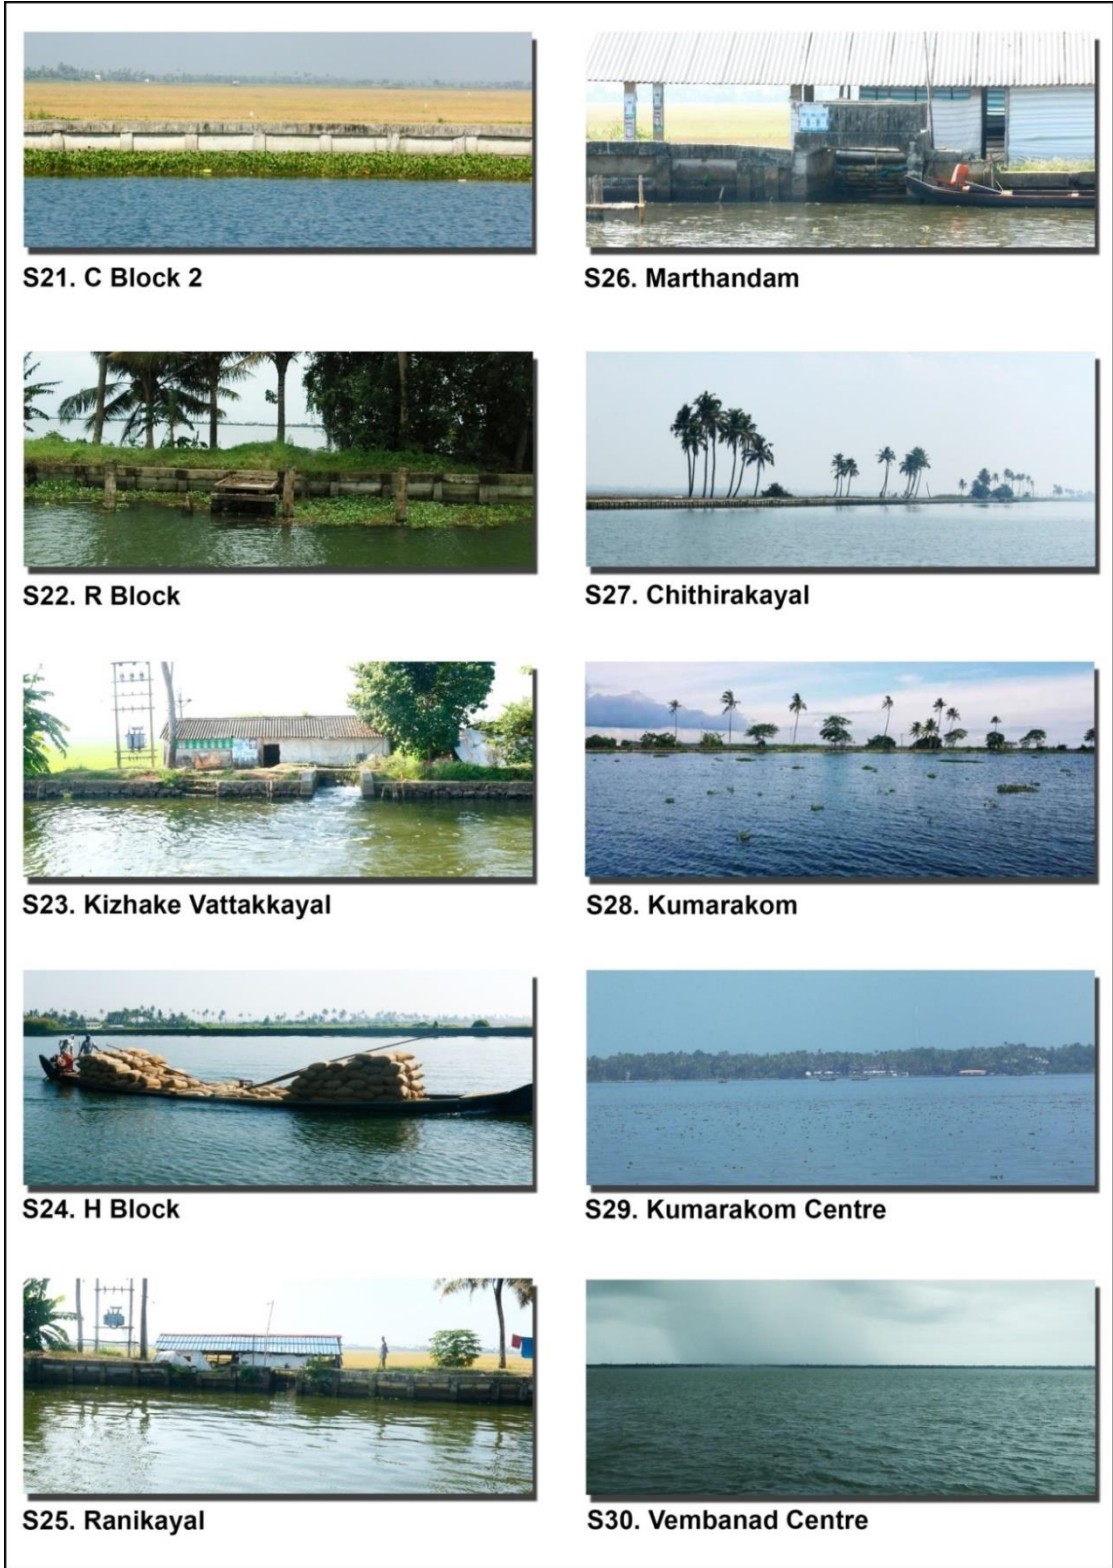 S21. C Block 2
S26. Marthandam
S22. R Block
S27. Chithirakayal
S23. Kizhake Vattakkayal
S28. Kumarakom
S24. H Block
S29. Kumarakom Centre
S25. Ranikayal
S30. Vembanad Centre